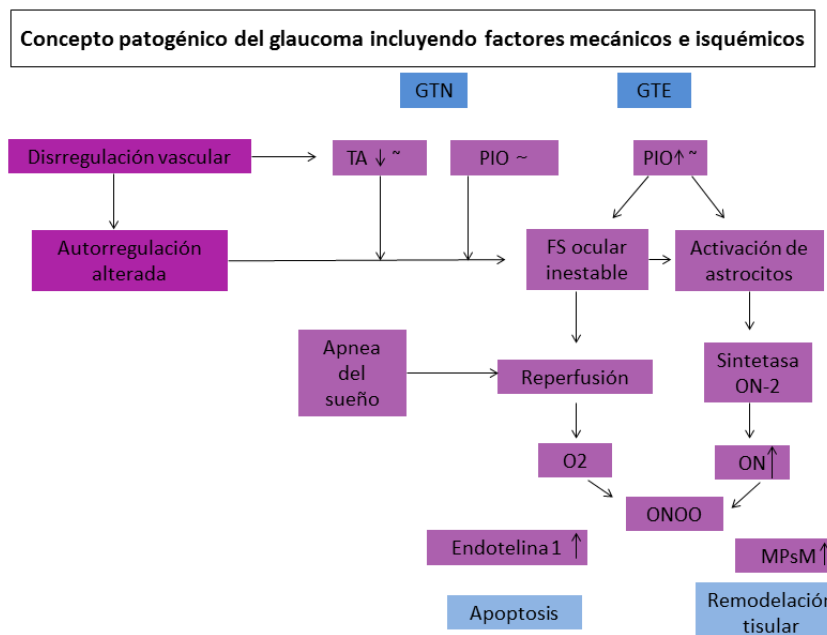 Concepto patogénico del glaucoma incluyendo factores mecánicos e isquémicos
GTN
GTE
Disrregulación vascular
TA ↓ ~
PIO ~
PIO↑ ~
Autorregulación
alterada
FS ocular
inestable
Activación de
astrocitos
Apnea
del
sueño
Reperfusión
Sintetasa
ON-2
O2
ON↑
ONOO
Endotelina 1 ↑
MPsM↑
Apoptosis
Remodelación
tisular